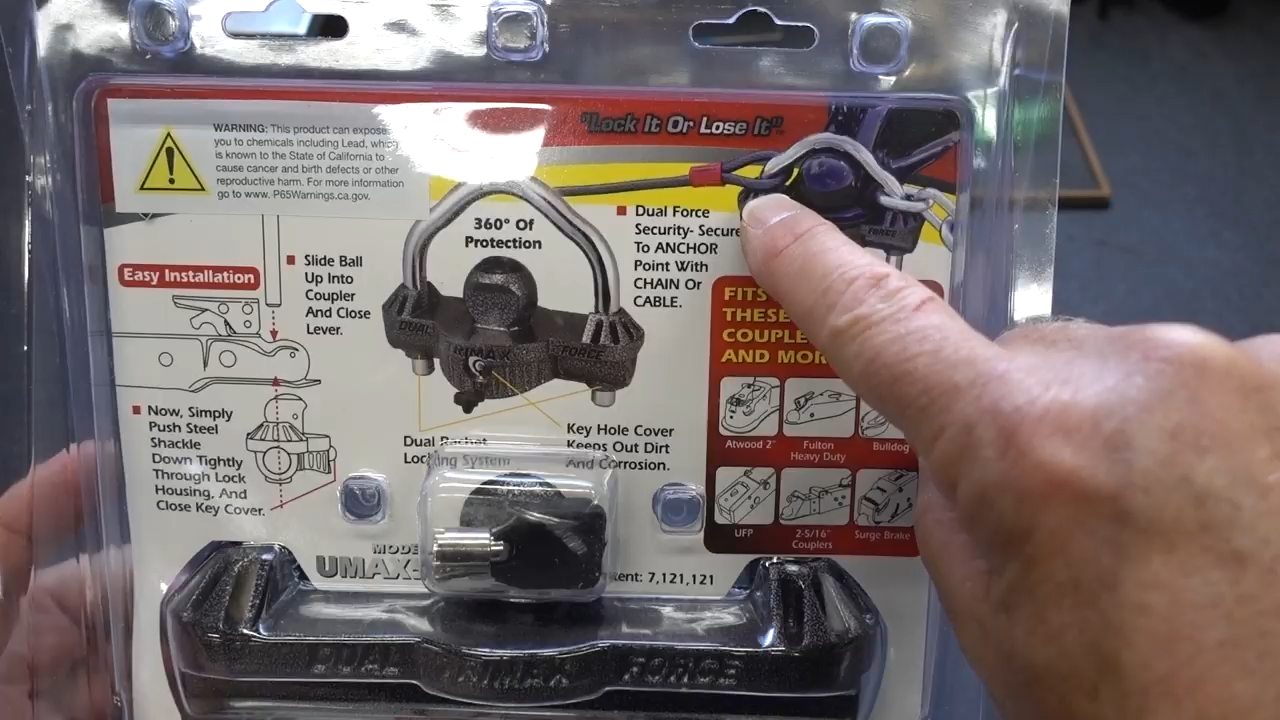 WARNING: This product can expose
you to chemicals including Lead, which
is known to the State of California to
cause cancer and birth defects or other
reproductive harm. For more information
go to www. P65Warnings.ca.gov.
"Lock It Or Lose It"
Easy Installation
Slide Ball
Up Into
Coupler
And Close
Lever.
360° Of
Protection
DUAL
TRIMAX
FORCE
Dual Force
Security- Secure
To ANCHOR
Point With
CHAIN Or
CABLE.
FORCE
FITS
THESE
COUPLE
AND MOR
Atwood 2"
Fulton
Heavy Duty
Bulldog
UFP
2-5/16"
Couplers
Surge Brake
Now, Simply
Push Steel
Shackle
Down Tightly
Through Lock
Housing, And
Close Key Cover.
Dual Rachet
Locking System
Key Hole Cover
Keeps Out Dirt
And Corrosion.
MODE
UMAX-
tent: 7,121,121
DUAL TRIMAX FORCE